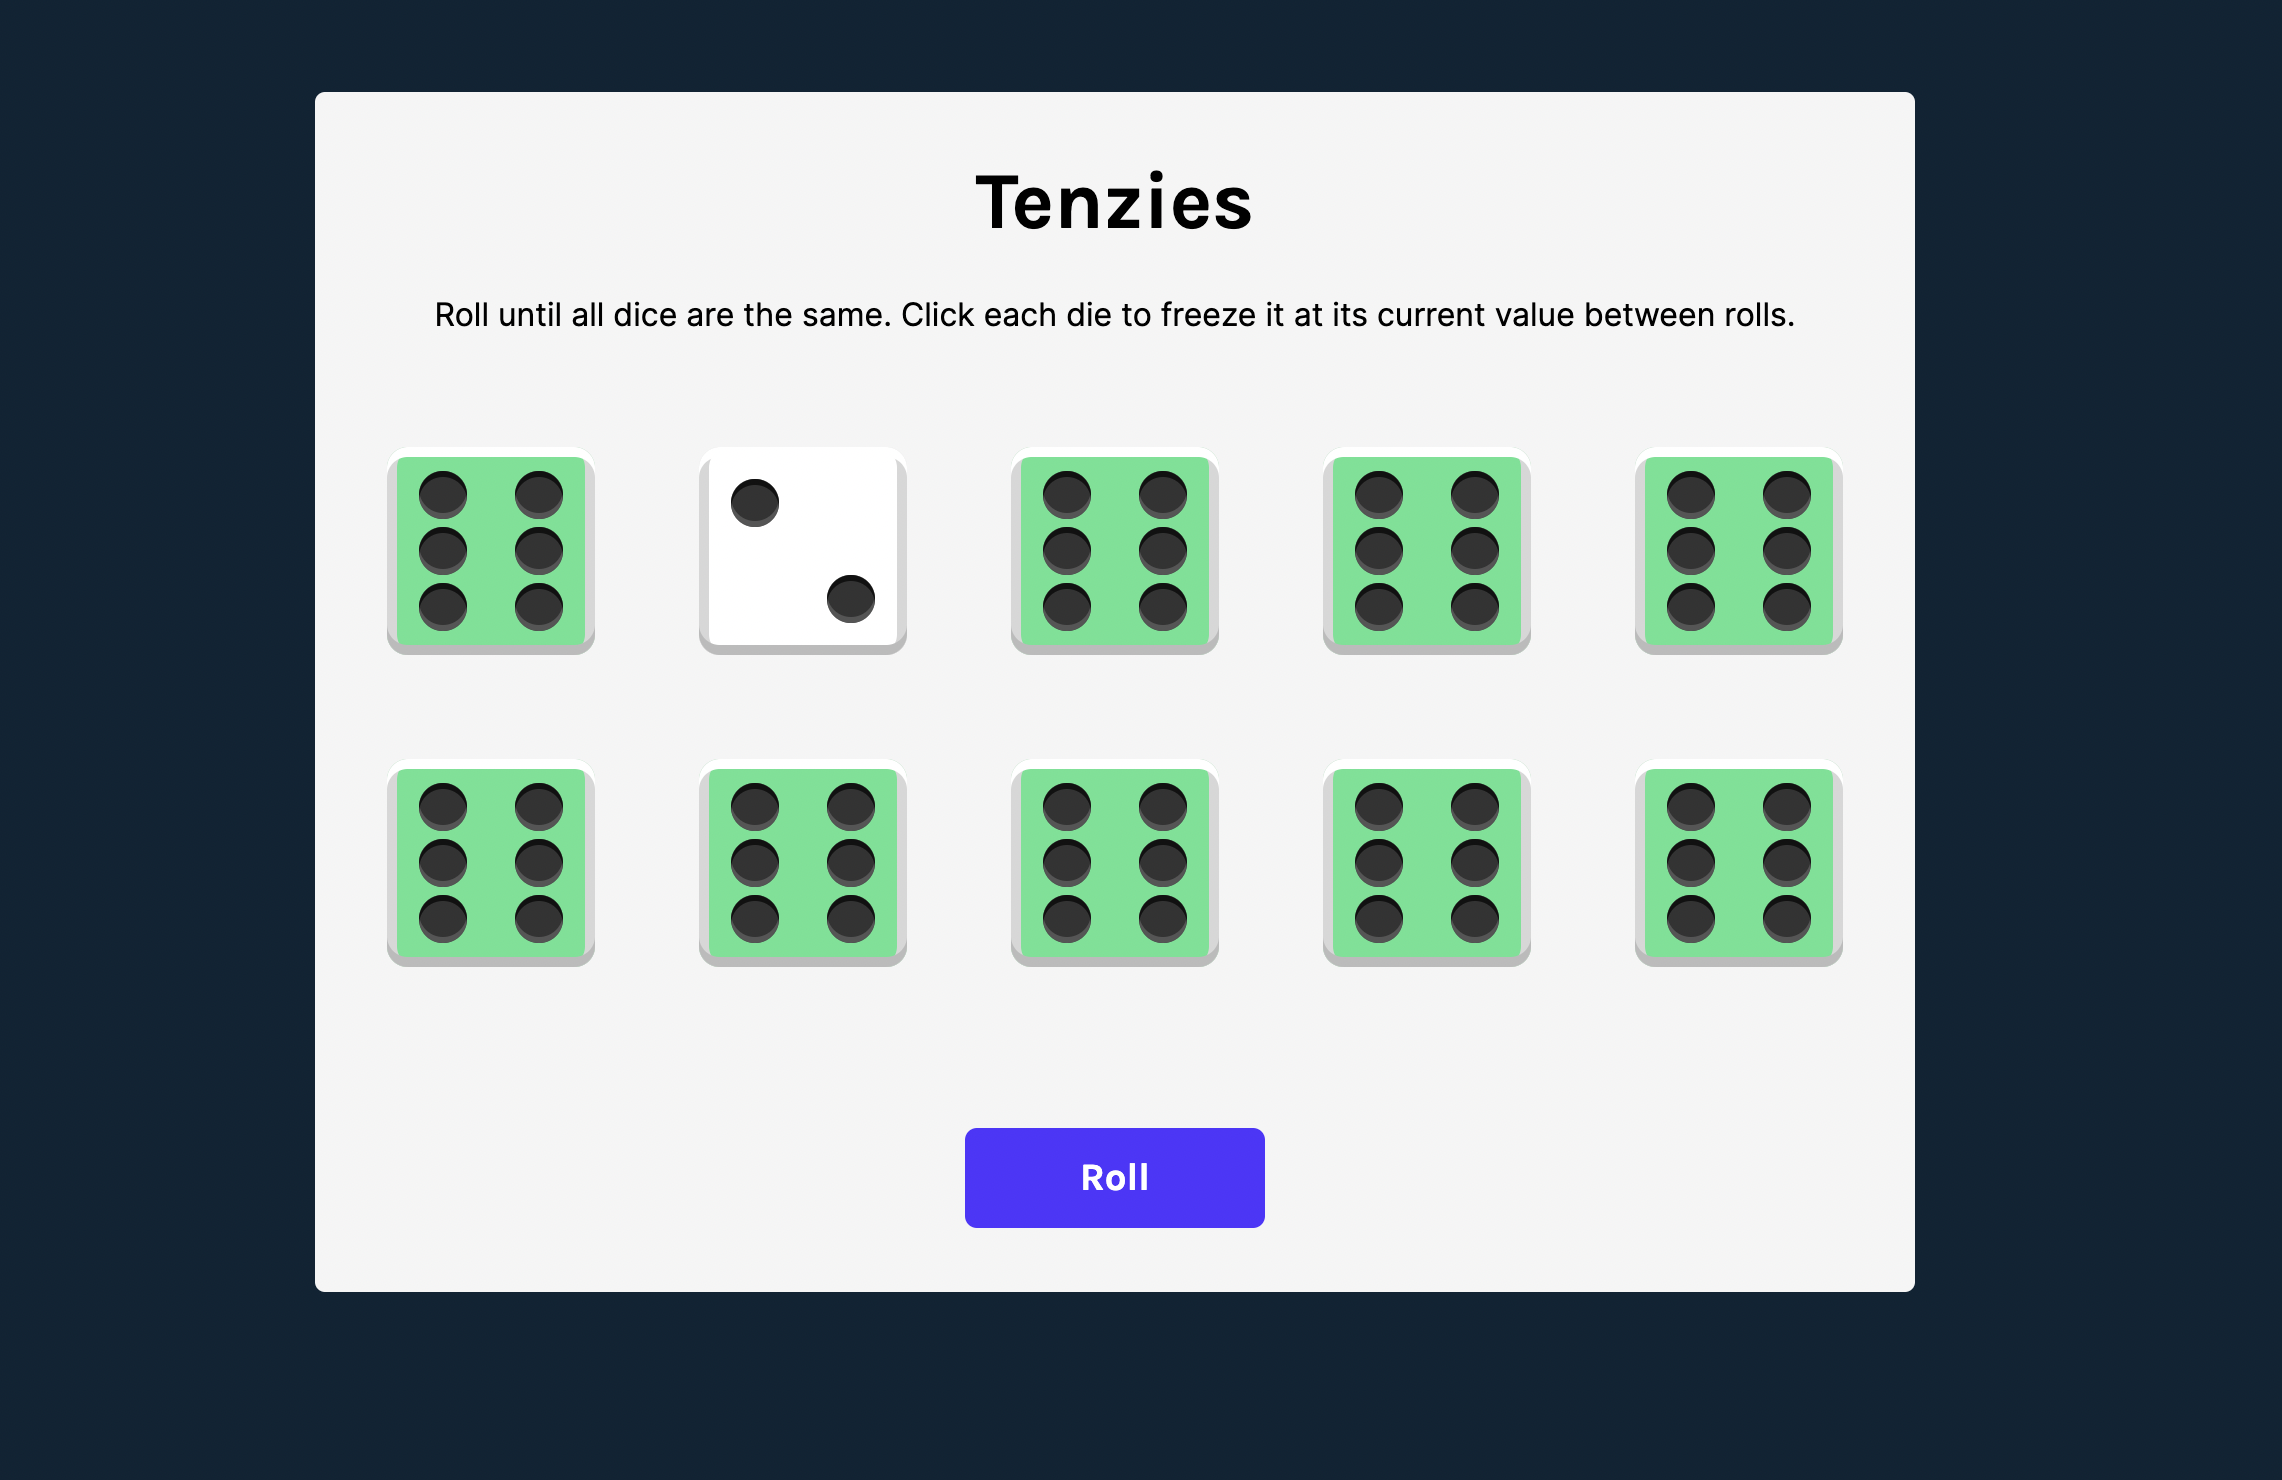 Tenzies
Roll until all dice are the same. Click each die to freeze it at its current value between rolls.
Roll